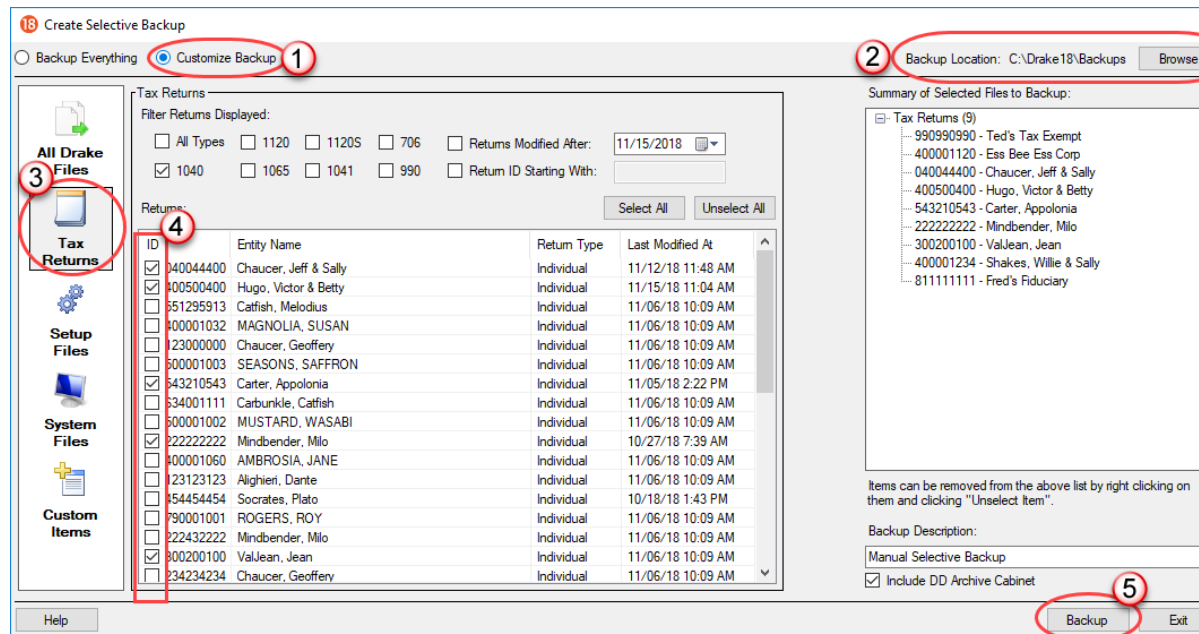 18 Create Selective Backup
Backup Everything Customize Backup 1 2 Backup Location: C:\Drake18\Backups Browse
All Drake Files
3
Tax Returns
Setup Files
System Files
Custom Items
Tax Returns
Filter Returns Displayed:
All Types 1120 1120S 706 Returns Modified After: 11/15/2018
1040 1065 1041 990 Return ID Starting With:
Returns: Select All Unselect All
4
ID Entity Name Return Type Last Modified At
040044400 Chaucer, Jeff & Sally Individual 11/12/18 11:48 AM
400500400 Hugo, Victor & Betty Individual 11/15/18 11:04 AM
551295913 Catfish, Melodius Individual 11/06/18 10:09 AM
400001032 MAGNOLIA, SUSAN Individual 11/06/18 10:09 AM
123000000 Chaucer, Geoffery Individual 11/06/18 10:09 AM
500001003 SEASONS, SAFFRON Individual 11/06/18 10:09 AM
543210543 Carter, Appolonia Individual 11/05/18 2:22 PM
634001111 Carbunkle, Catfish Individual 11/06/18 10:09 AM
500001002 MUSTARD, WASABI Individual 11/06/18 10:09 AM
222222222 Mindbender, Milo Individual 10/27/18 7:39 AM
400001060 AMBROSIA, JANE Individual 11/06/18 10:09 AM
123123123 Alighieri, Dante Individual 11/06/18 10:09 AM
454454454 Socrates, Plato Individual 10/18/18 1:43 PM
790001001 ROGERS, ROY Individual 11/06/18 10:09 AM
222432222 Mindbender, Milo Individual 11/06/18 10:09 AM
300200100 ValJean, Jean Individual 11/06/18 10:09 AM
234234234 Chaucer, Geoffery Individual 11/06/18 10:09 AM
Summary of Selected Files to Backup:
Tax Returns (9)
990990990 - Ted's Tax Exempt
400001120 - Ess Bee Ess Corp
040044400 - Chaucer, Jeff & Sally
400500400 - Hugo, Victor & Betty
543210543 - Carter, Appolonia
222222222 - Mindbender, Milo
300200100 - ValJean, Jean
400001234 - Shakes, Willie & Sally
811111111 - Fred's Fiduciary
Items can be removed from the above list by right clicking on
them and clicking "Unselect Item".
Backup Description:
Manual Selective Backup
Include DD Archive Cabinet
5
Help Backup Exit